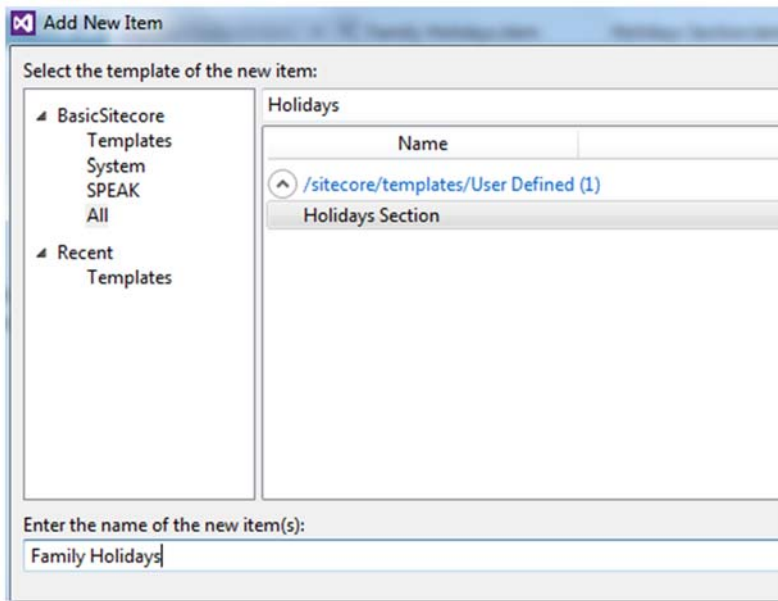 Add New Item
Select the template of the new item:
BasicSitecore
Templates
System
SPEAK
All
Recent
Templates
Holidays
Name
/sitecore/templates/User Defined (1)
Holidays Section
Enter the name of the new item(s):
Family Holidays